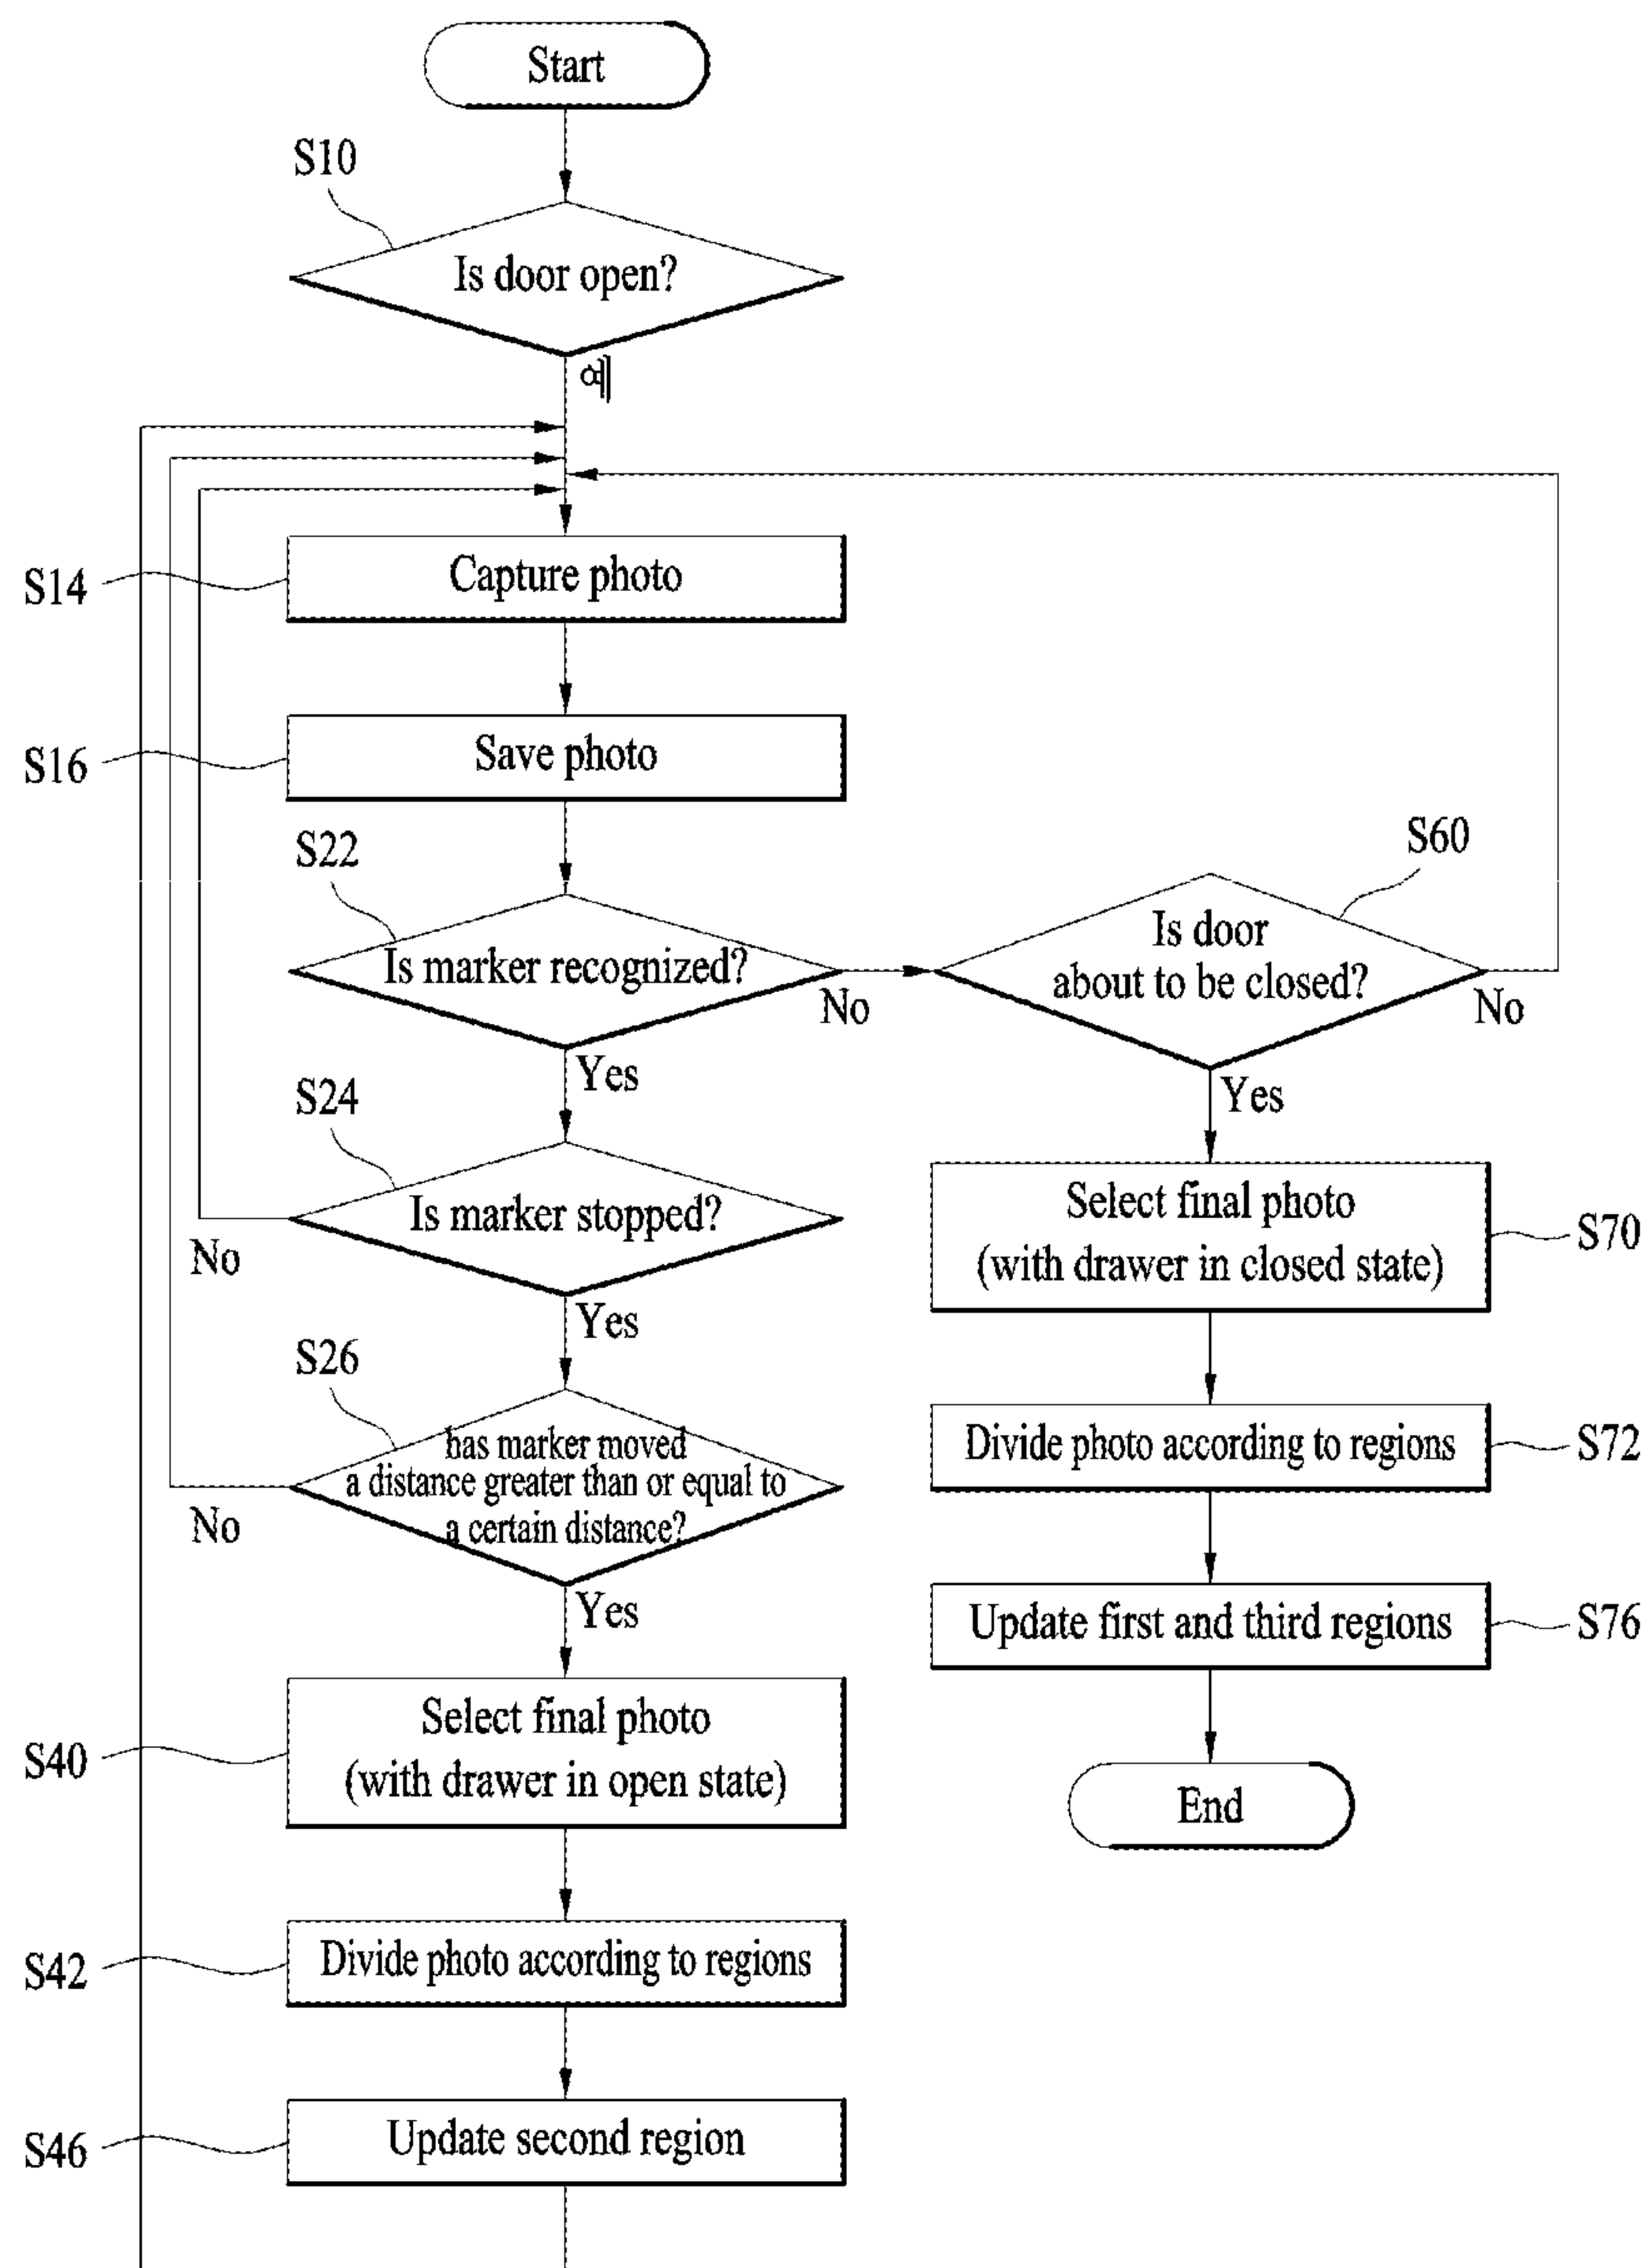 Start
S10
Is door open?
예
S14
Capture photo
S16
Save photo
S22
Is marker recognized?
No
Yes
S60
Is door
about to be closed?
No
Yes
S24
Is marker stopped?
No
Yes
S26
has marker moved
a distance greater than or equal to
a certain distance?
No
Yes
S40
Select final photo
(with drawer in open state)
S42
Divide photo according to regions
S46
Update second region
Select final photo
(with drawer in closed state)
S70
Divide photo according to regions
S72
Update first and third regions
S76
End